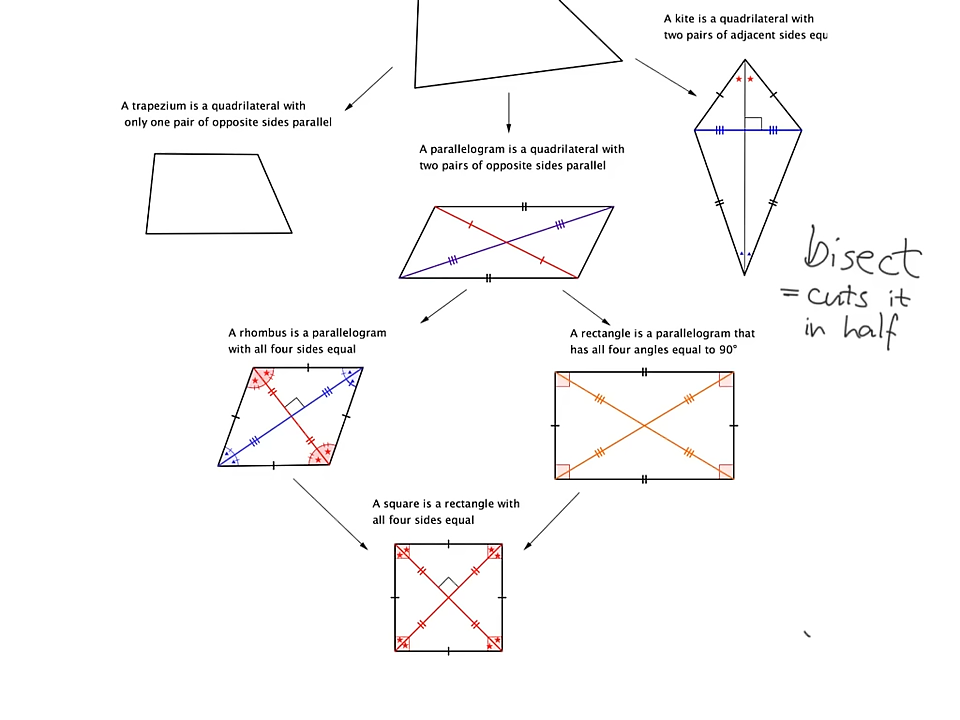 A kite is a quadrilateral with
two pairs of adjacent sides equ
A trapezium is a quadrilateral with
only one pair of opposite sides parallel
A parallelogram is a quadrilateral with
two pairs of opposite sides parallel
bisect
= cuts it
in half
A rhombus is a parallelogram
with all four sides equal
A rectangle is a parallelogram that
has all four angles equal to 90°
A square is a rectangle with
all four sides equal